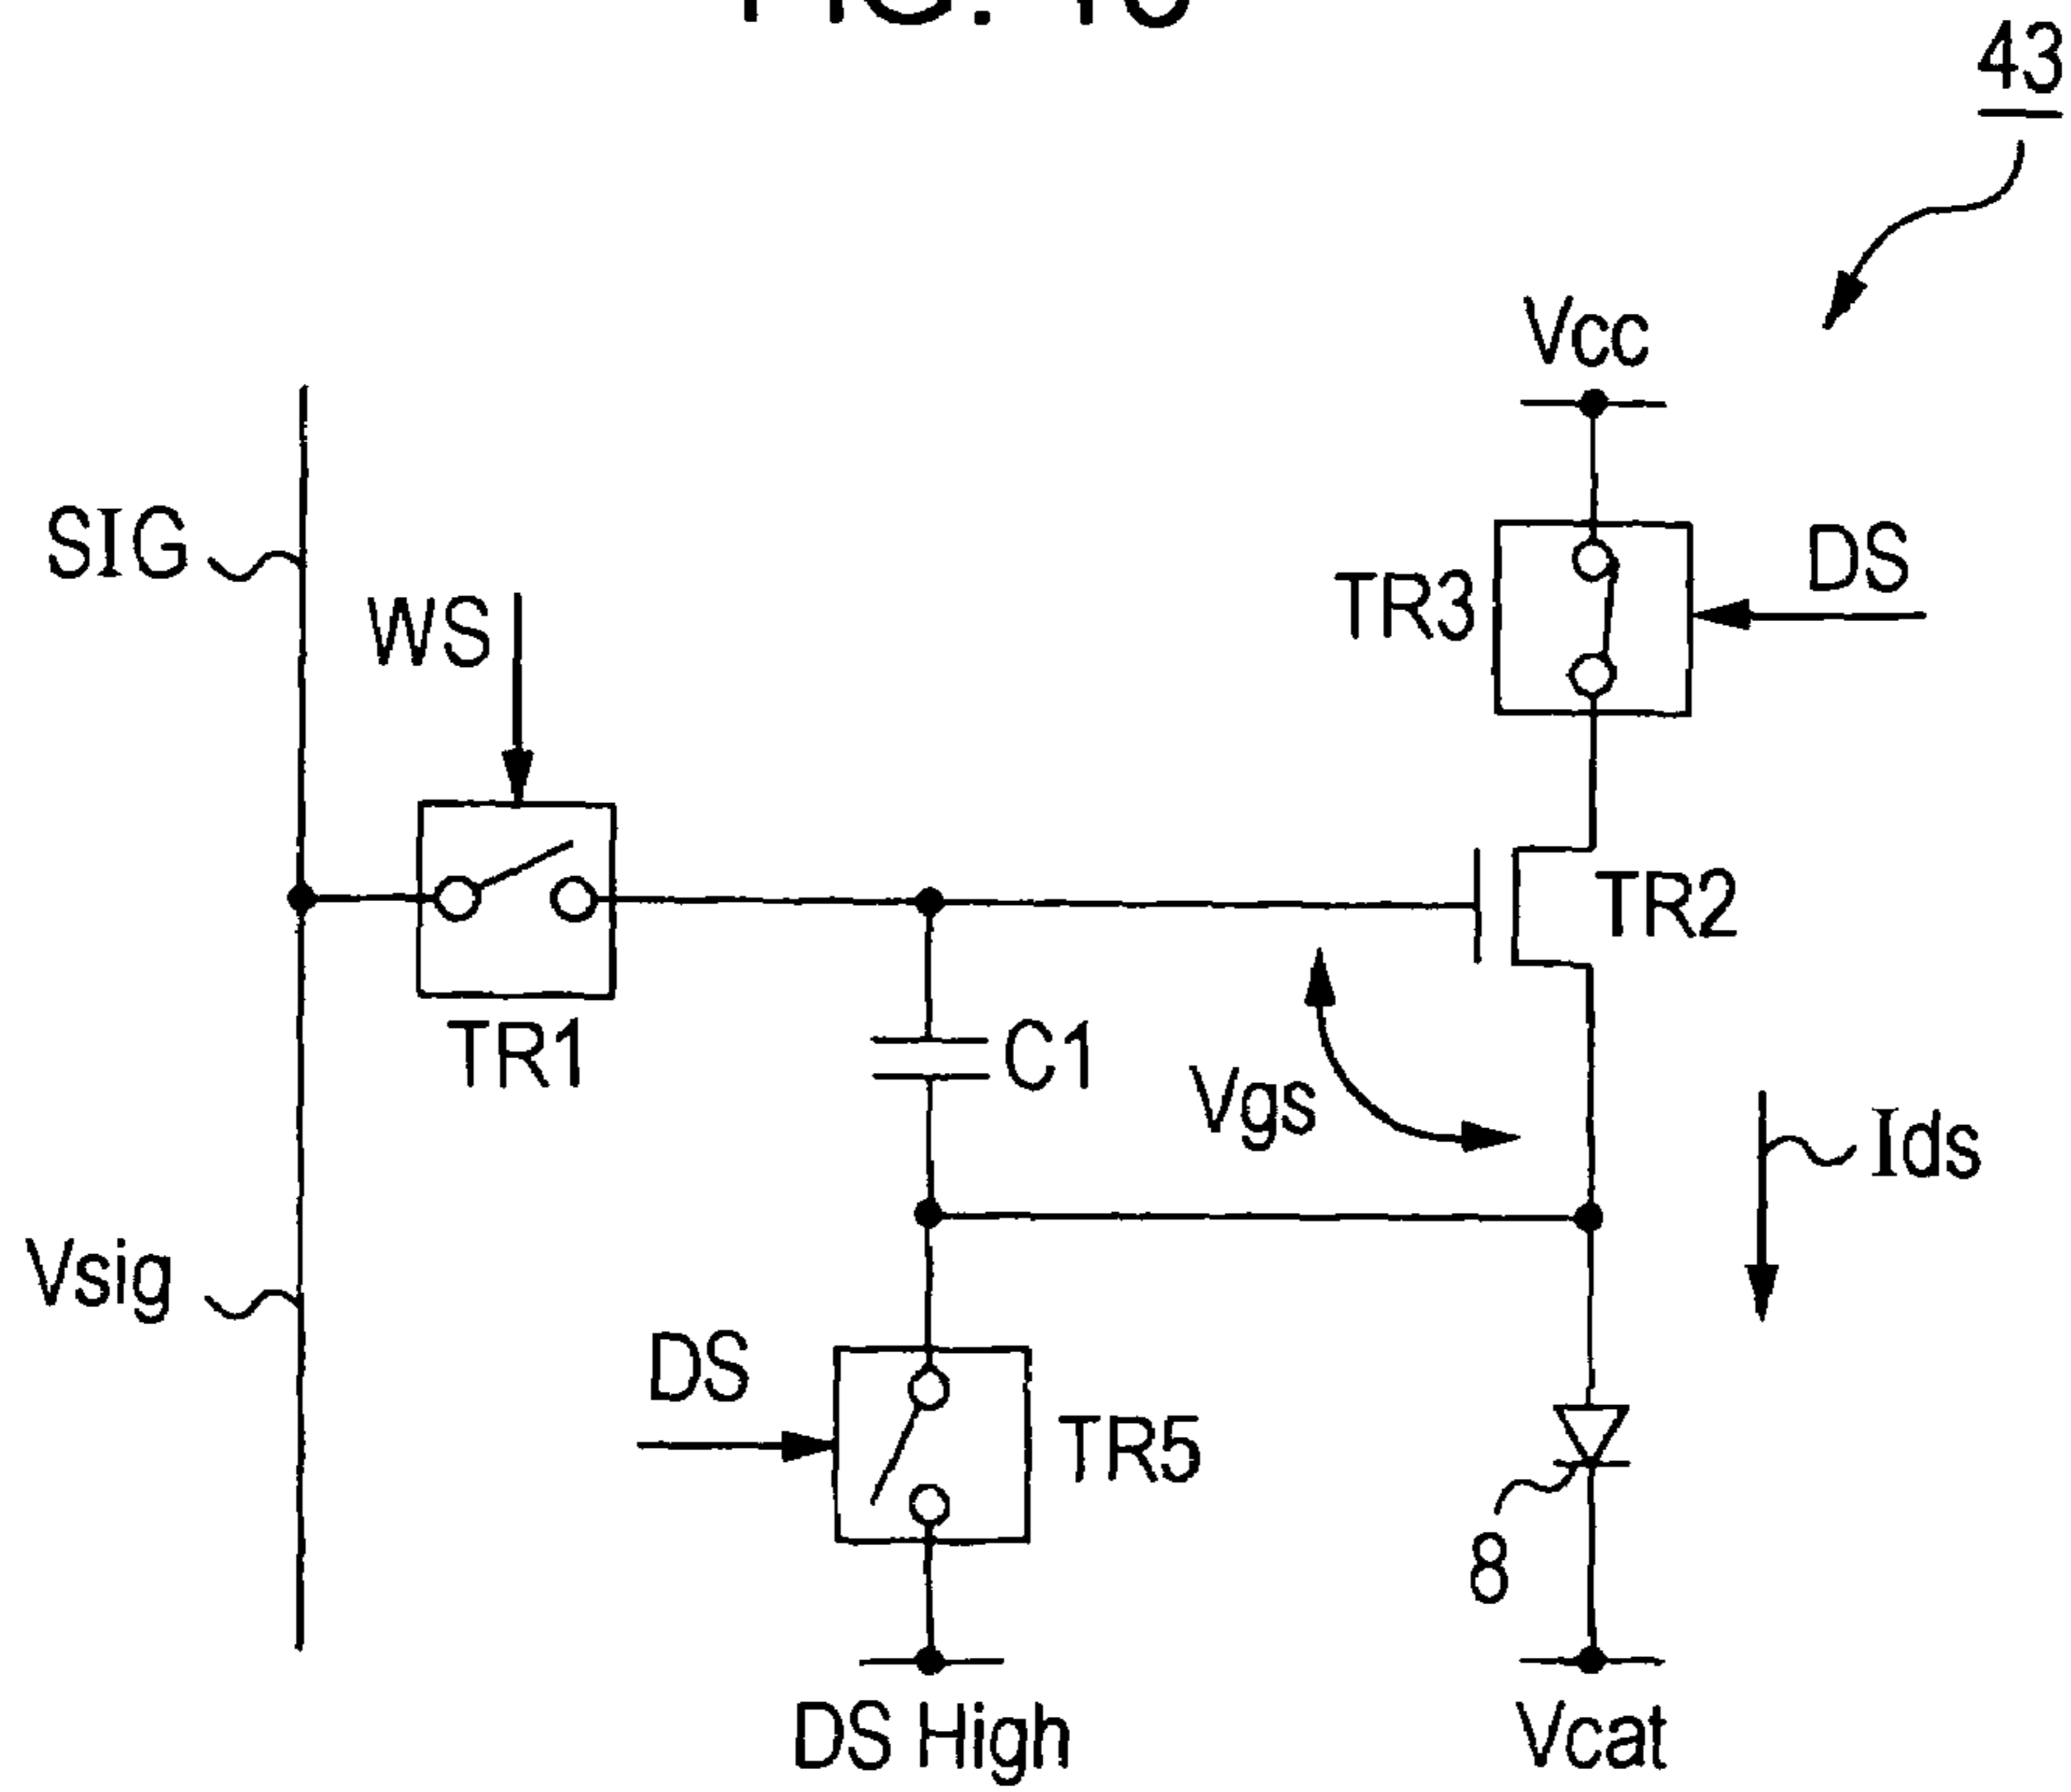 43
Vcc
SIG
DS
TR3
WS
TR2
TR1
C1
Vgs
Ids
Vsig
DS
TR5
8
DS High
Vcat